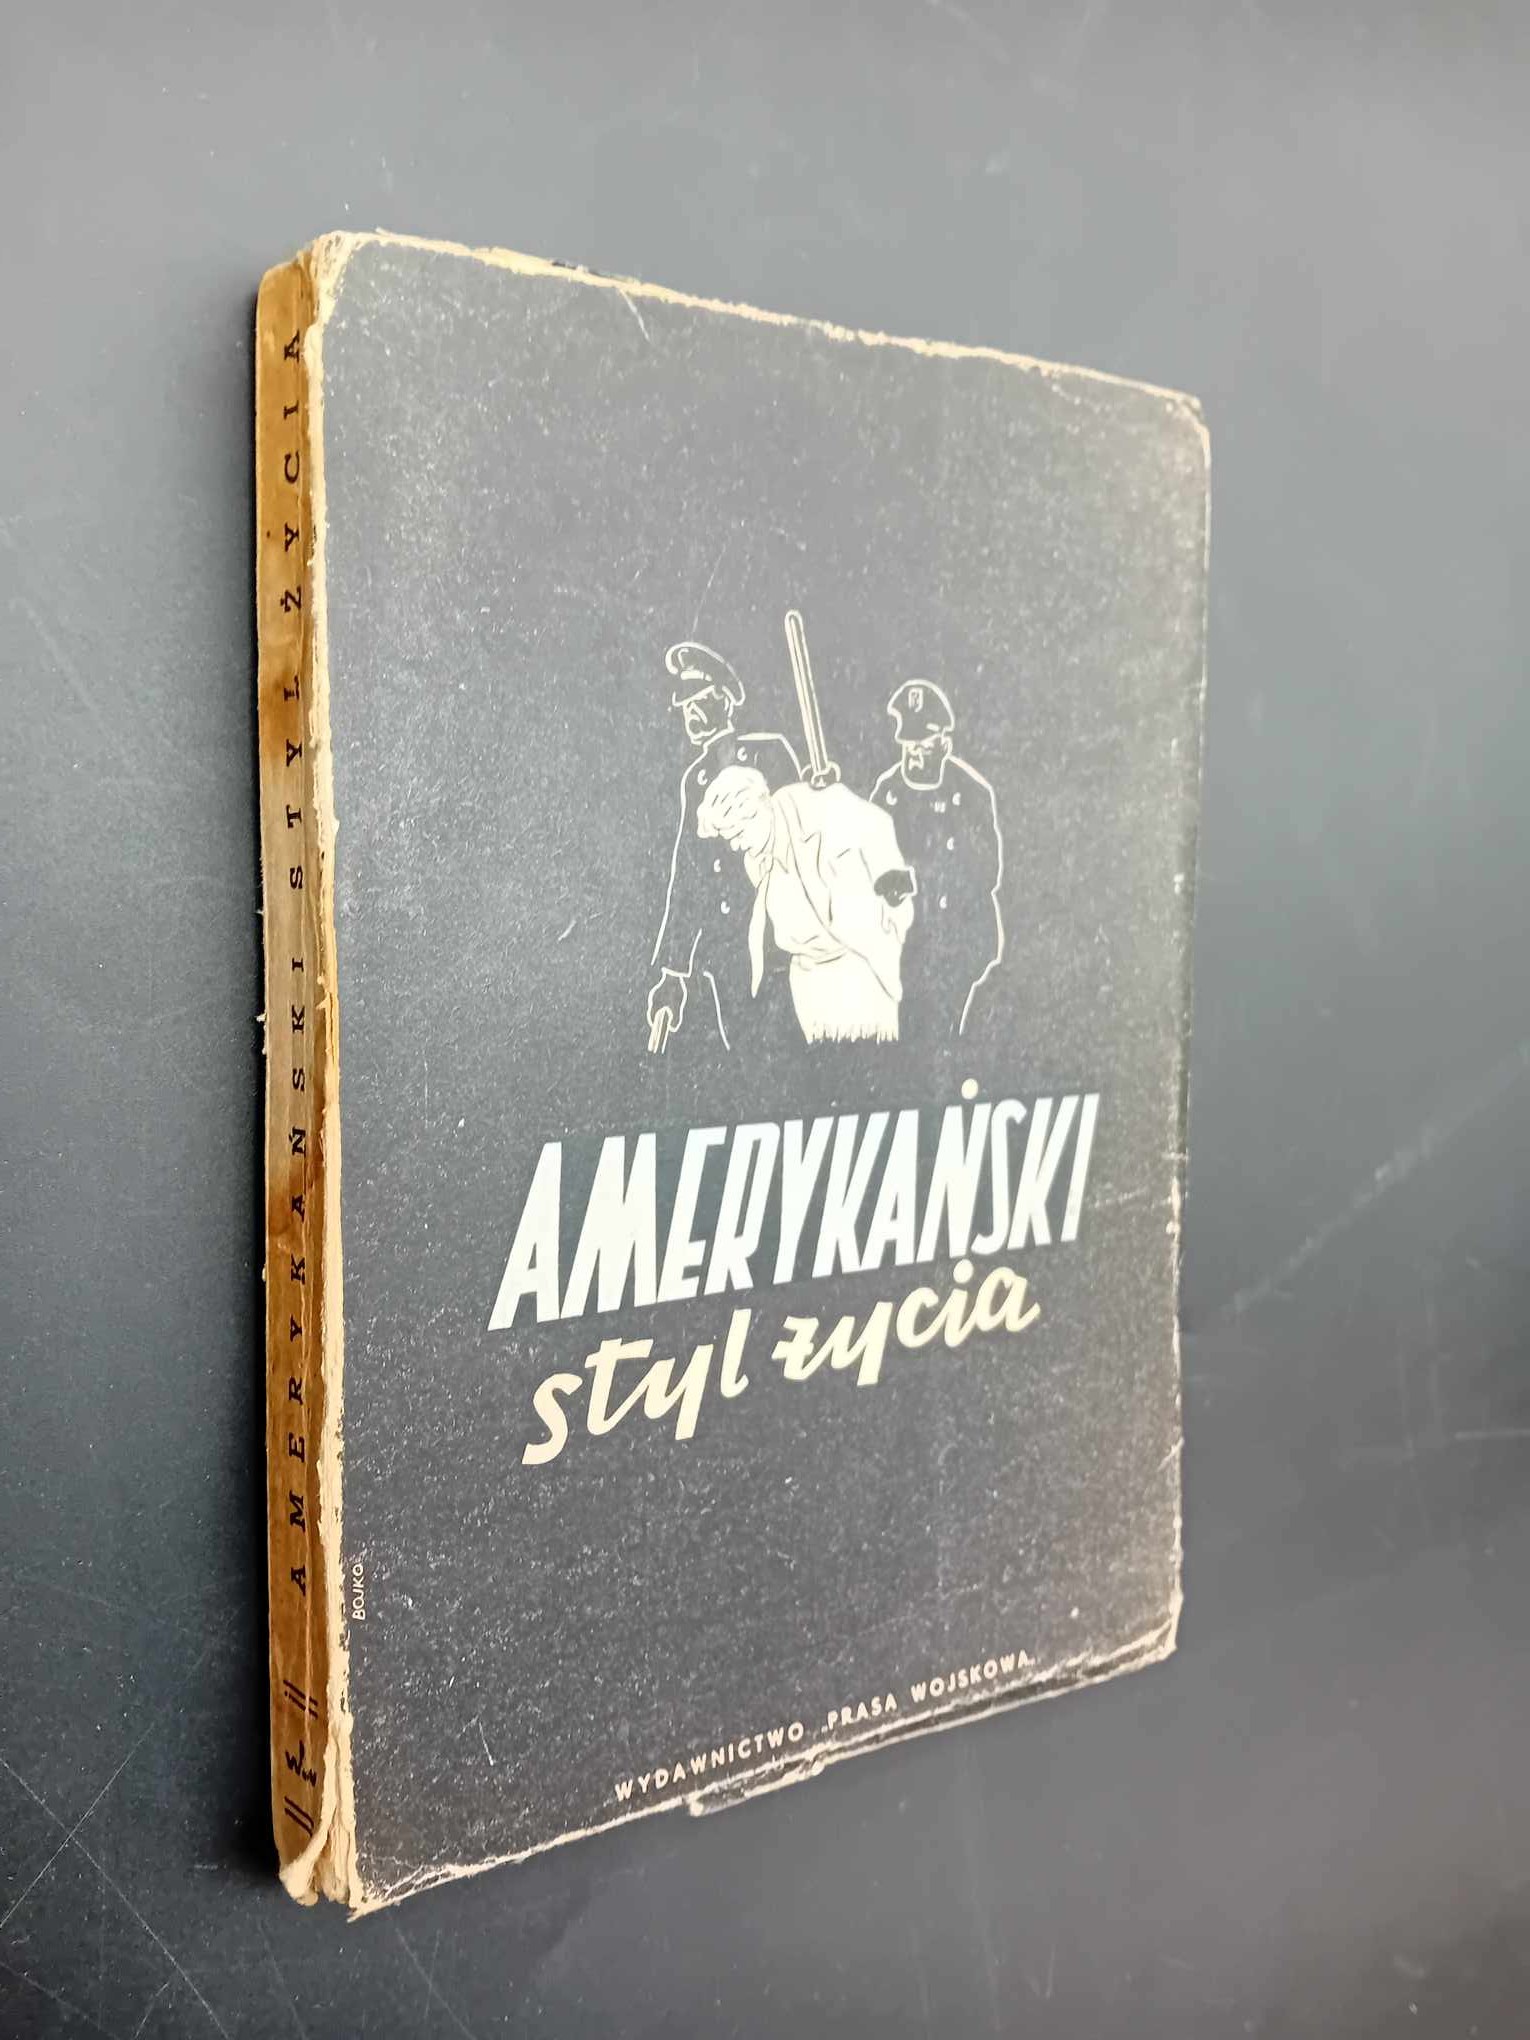 AMERYKAŃSKI STYL ŻYCIA
AMERYKAŃSKI
styl życia
BOJKO
WYDAWNICTWO „PRASA WOJSKOWA„